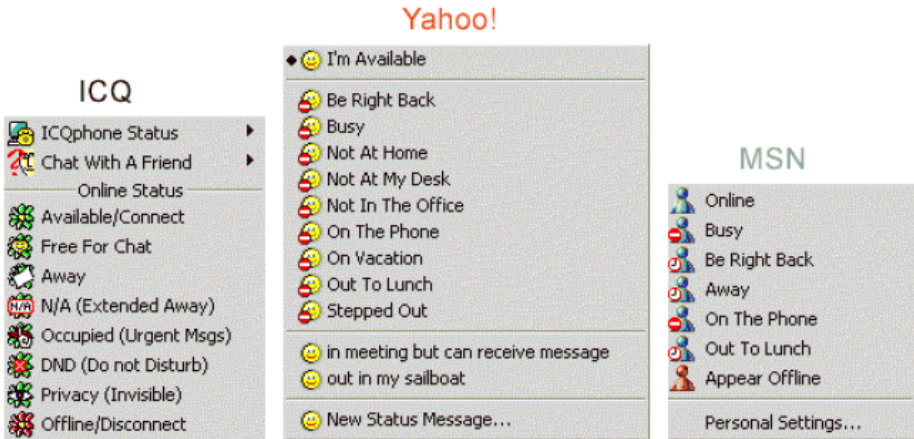 ICQ
ICQphone Status
Chat With A Friend
Online Status
Available/Connect
Free For Chat
Away
N/A (Extended Away)
Occupied (Urgent Msgs)
DND (Do not Disturb)
Privacy (Invisible)
Offline/Disconnect
Yahoo!
I'm Available
Be Right Back
Busy
Not At Home
Not At My Desk
Not In The Office
On The Phone
On Vacation
Out To Lunch
Stepped Out
in meeting but can receive message
out in my sailboat
New Status Message...
MSN
Online
Busy
Be Right Back
Away
On The Phone
Out To Lunch
Appear Offline
Personal Settings...